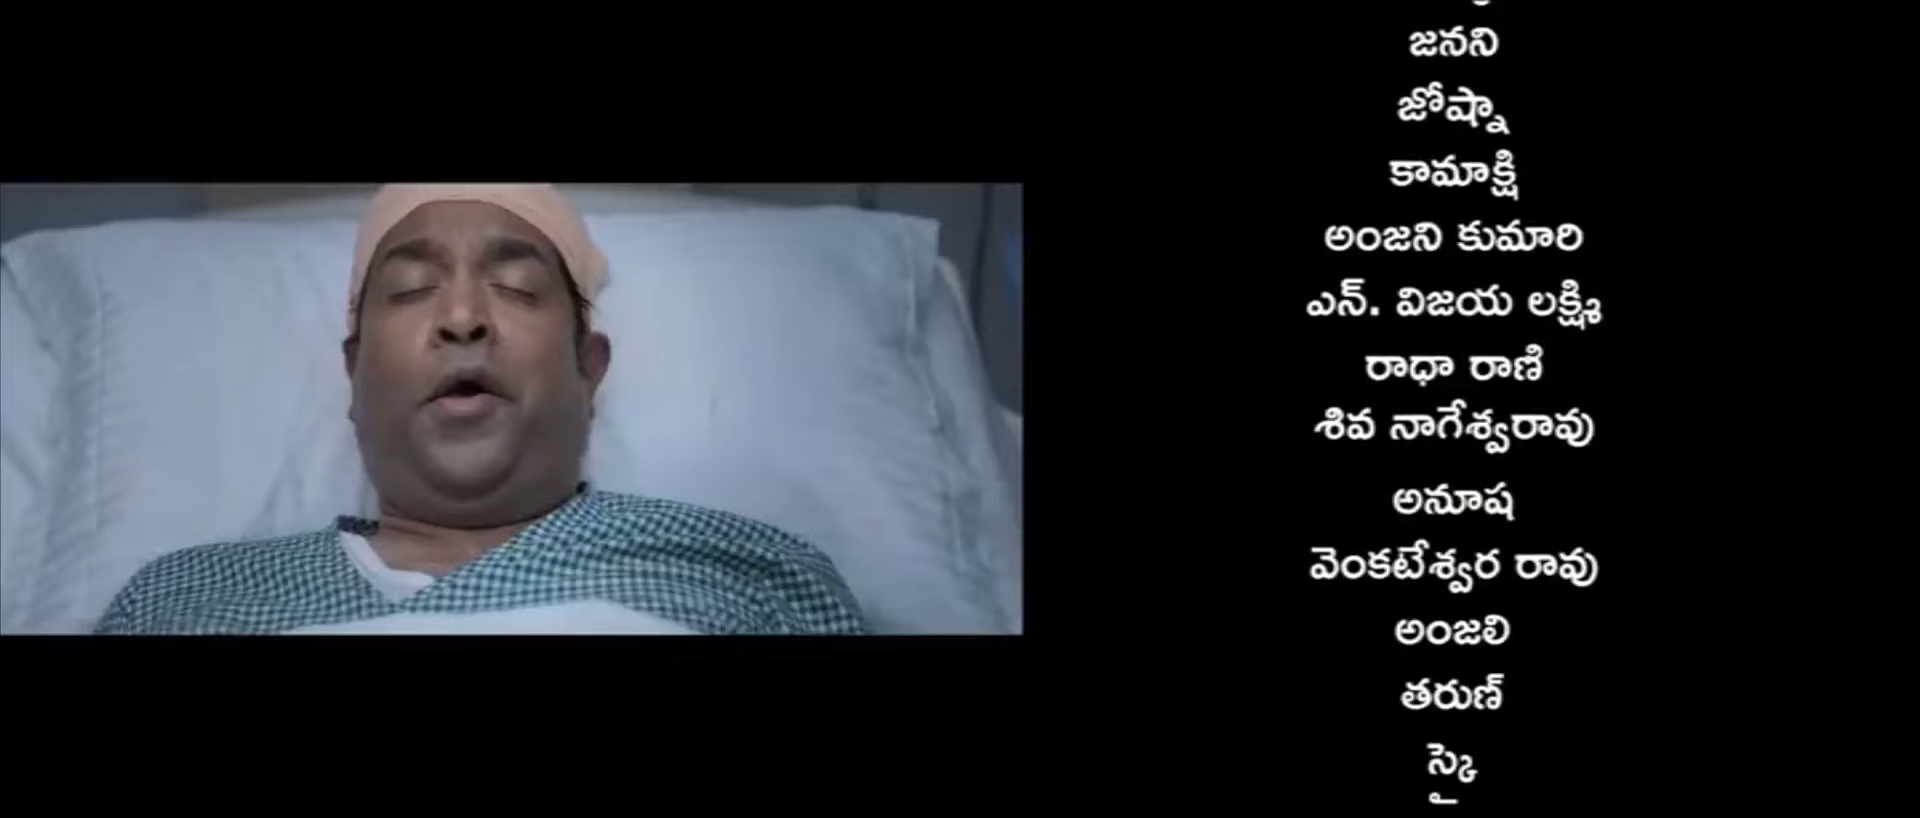 జనని
జోష్నా
కామాక్షి
అంజని కుమారి
ఎన్. విజయ లక్ష్మి
రాధా రాణి
శివ నాగేశ్వరావు
అనూష
వెంకటేశ్వర రావు
అంజలి
తరుణ్
స్కై